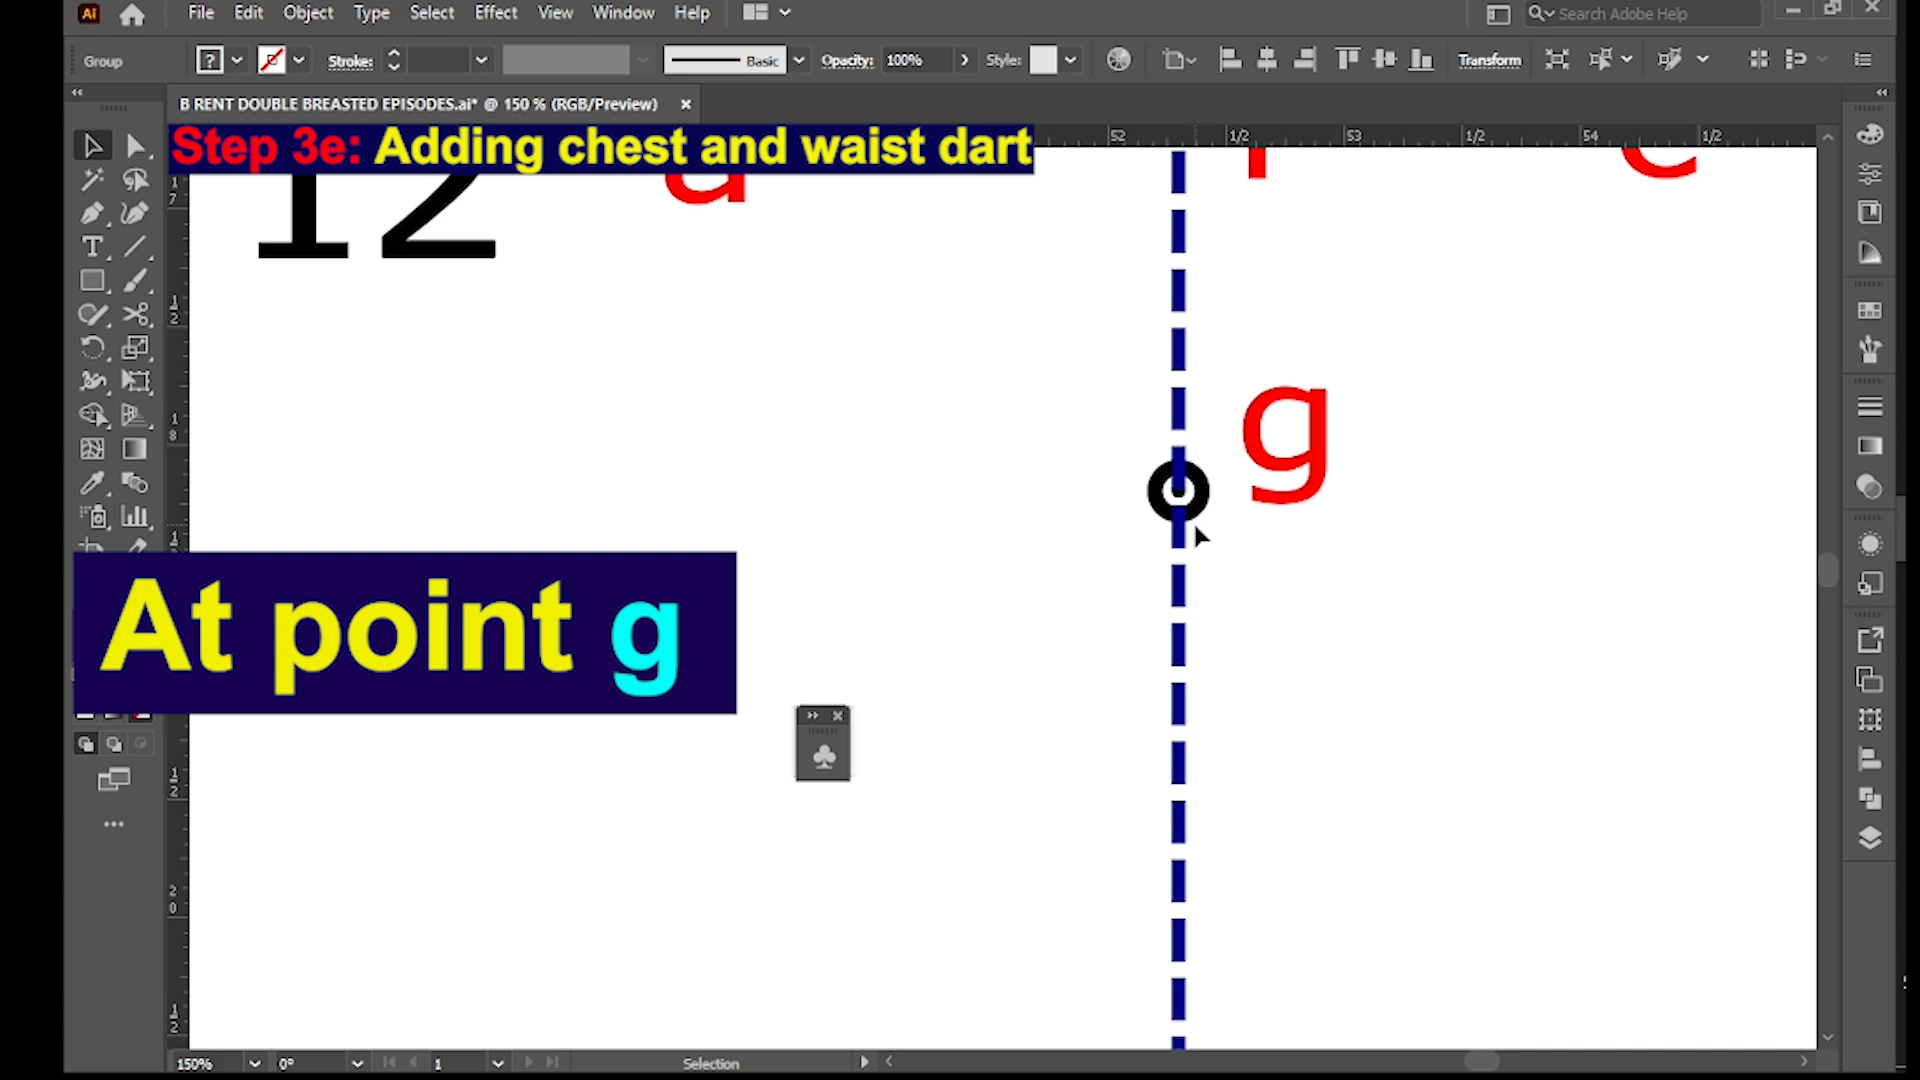 Ai File Edit Object Type Select Effect View Window Help Search Adobe Help
Group ? Stroke: Basic Opacity: 100% Style: Transform
B RENT DOUBLE BREASTED EPISODES.ai* @ 150 % (RGB/Preview)
Step 3e: Adding chest and waist dart
52 1/2 53 1/2 54 1/2
12
g
At point g
150% 0° 1 Selection